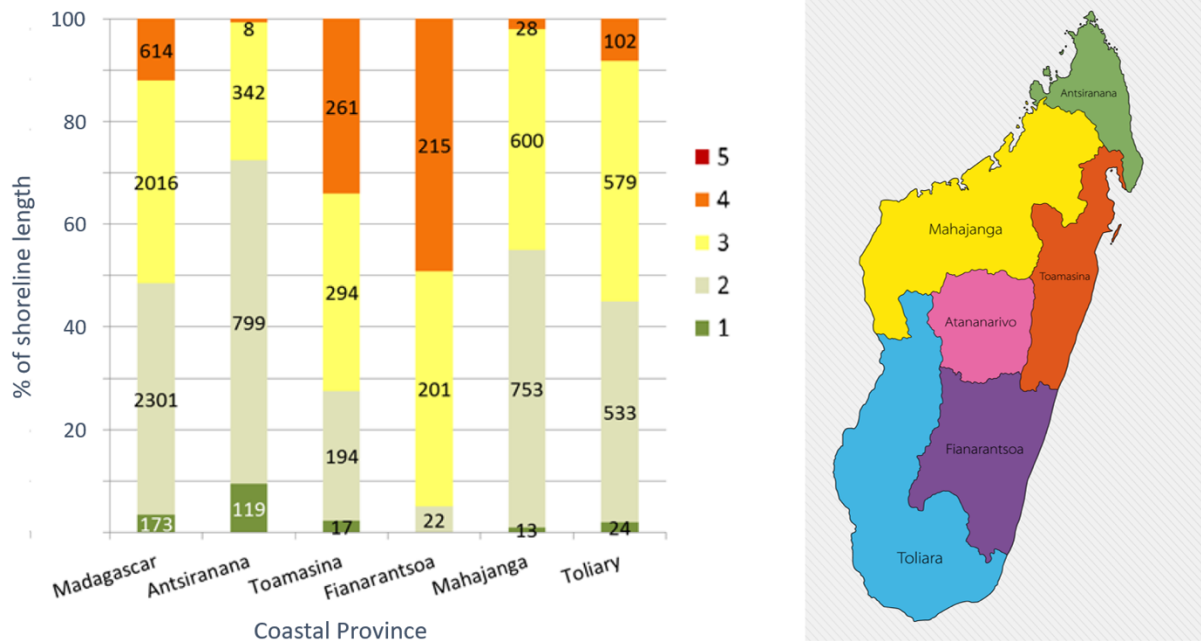 % of shoreline length
100
80
60
40
20
614
2016
2301
173
8
342
799
119
261
294
194
17
215
201
22
28
600
753
13
102
579
533
24
Madagascar
Antsiranana
Toamasina
Fianarantsoa
Mahajanga
Toliary
Coastal Province
5
4
3
2
1
Antsiranana
Mahajanga
Toamasina
Atananarivo
Fianarantsoa
Toliara